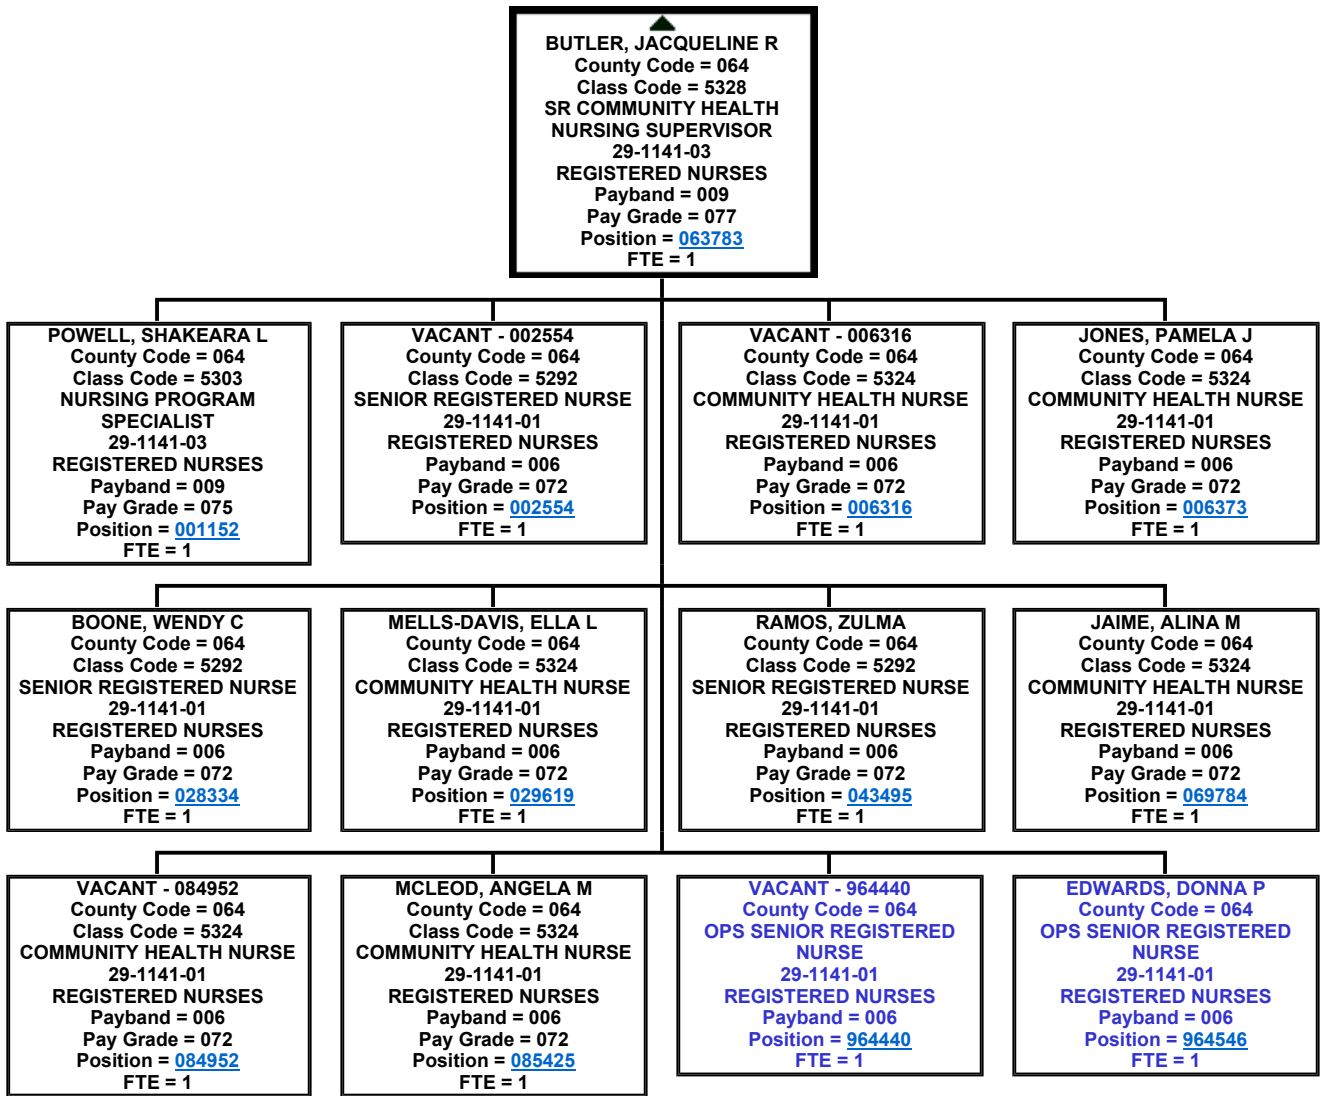 BUTLER, JACQUELINE R
County Code = 064
Class Code = 5328
SR COMMUNITY HEALTH
NURSING SUPERVISOR
29-1141-03
REGISTERED NURSES
Payband = 009
Pay Grade = 077
Position = 063783
FTE = 1
POWELL, SHAKEARA L
County Code = 064
Class Code = 5303
NURSING PROGRAM
SPECIALIST
29-1141-03
REGISTERED NURSES
Payband = 009
Pay Grade = 075
Position = 001152
FTE = 1
VACANT - 002554
County Code = 064
Class Code = 5292
SENIOR REGISTERED NURSE
29-1141-01
REGISTERED NURSES
Payband = 006
Pay Grade = 072
Position = 002554
FTE = 1
VACANT - 006316
County Code = 064
Class Code = 5324
COMMUNITY HEALTH NURSE
29-1141-01
REGISTERED NURSES
Payband = 006
Pay Grade = 072
Position = 006316
FTE = 1
JONES, PAMELA J
County Code = 064
Class Code = 5324
COMMUNITY HEALTH NURSE
29-1141-01
REGISTERED NURSES
Payband = 006
Pay Grade = 072
Position = 006373
FTE = 1
BOONE, WENDY C
County Code = 064
Class Code = 5292
SENIOR REGISTERED NURSE
29-1141-01
REGISTERED NURSES
Payband = 006
Pay Grade = 072
Position = 028334
FTE = 1
MELLS-DAVIS, ELLA L
County Code = 064
Class Code = 5324
COMMUNITY HEALTH NURSE
29-1141-01
REGISTERED NURSES
Payband = 006
Pay Grade = 072
Position = 029619
FTE = 1
RAMOS, ZULMA
County Code = 064
Class Code = 5292
SENIOR REGISTERED NURSE
29-1141-01
REGISTERED NURSES
Payband = 006
Pay Grade = 072
Position = 043495
FTE = 1
JAIME, ALINA M
County Code = 064
Class Code = 5324
COMMUNITY HEALTH NURSE
29-1141-01
REGISTERED NURSES
Payband = 006
Pay Grade = 072
Position = 069784
FTE = 1
VACANT - 084952
County Code = 064
Class Code = 5324
COMMUNITY HEALTH NURSE
29-1141-01
REGISTERED NURSES
Payband = 006
Pay Grade = 072
Position = 084952
FTE = 1
MCLEOD, ANGELA M
County Code = 064
Class Code = 5324
COMMUNITY HEALTH NURSE
29-1141-01
REGISTERED NURSES
Payband = 006
Pay Grade = 072
Position = 085425
FTE = 1
VACANT - 964440
County Code = 064
OPS SENIOR REGISTERED
NURSE
29-1141-01
REGISTERED NURSES
Payband = 006
Position = 964440
FTE = 1
EDWARDS, DONNA P
County Code = 064
OPS SENIOR REGISTERED
NURSE
29-1141-01
REGISTERED NURSES
Payband = 006
Position = 964546
FTE = 1